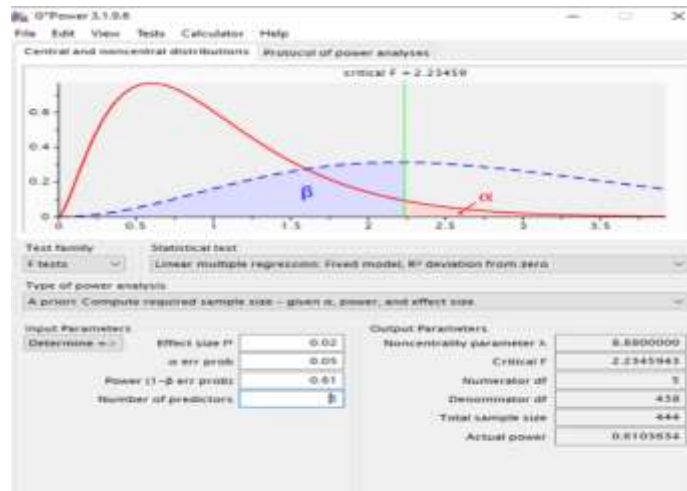 G*Power 3.1.9.6
File Edit View Tests Calculator Help
Central and noncentral distributions Protocol of power analyses
critical F = 2.23459
0.6
0.4
0.2
0
β
α
0 0.5 1 1.5 2 2.5 3 3.5
Test family Statistical test
F tests Linear multiple regression: Fixed model, R² deviation from zero
Type of power analysis
A priori: Compute required sample size - given α, power, and effect size
Input Parameters Output Parameters
Determine => Effect size f² 0.02 Noncentrality parameter λ 8.8800000
α err prob 0.05 Critical F 2.2345943
Power (1-β err prob) 0.61 Numerator df 5
Number of predictors 5 Denominator df 438
Total sample size 444
Actual power 0.6103634